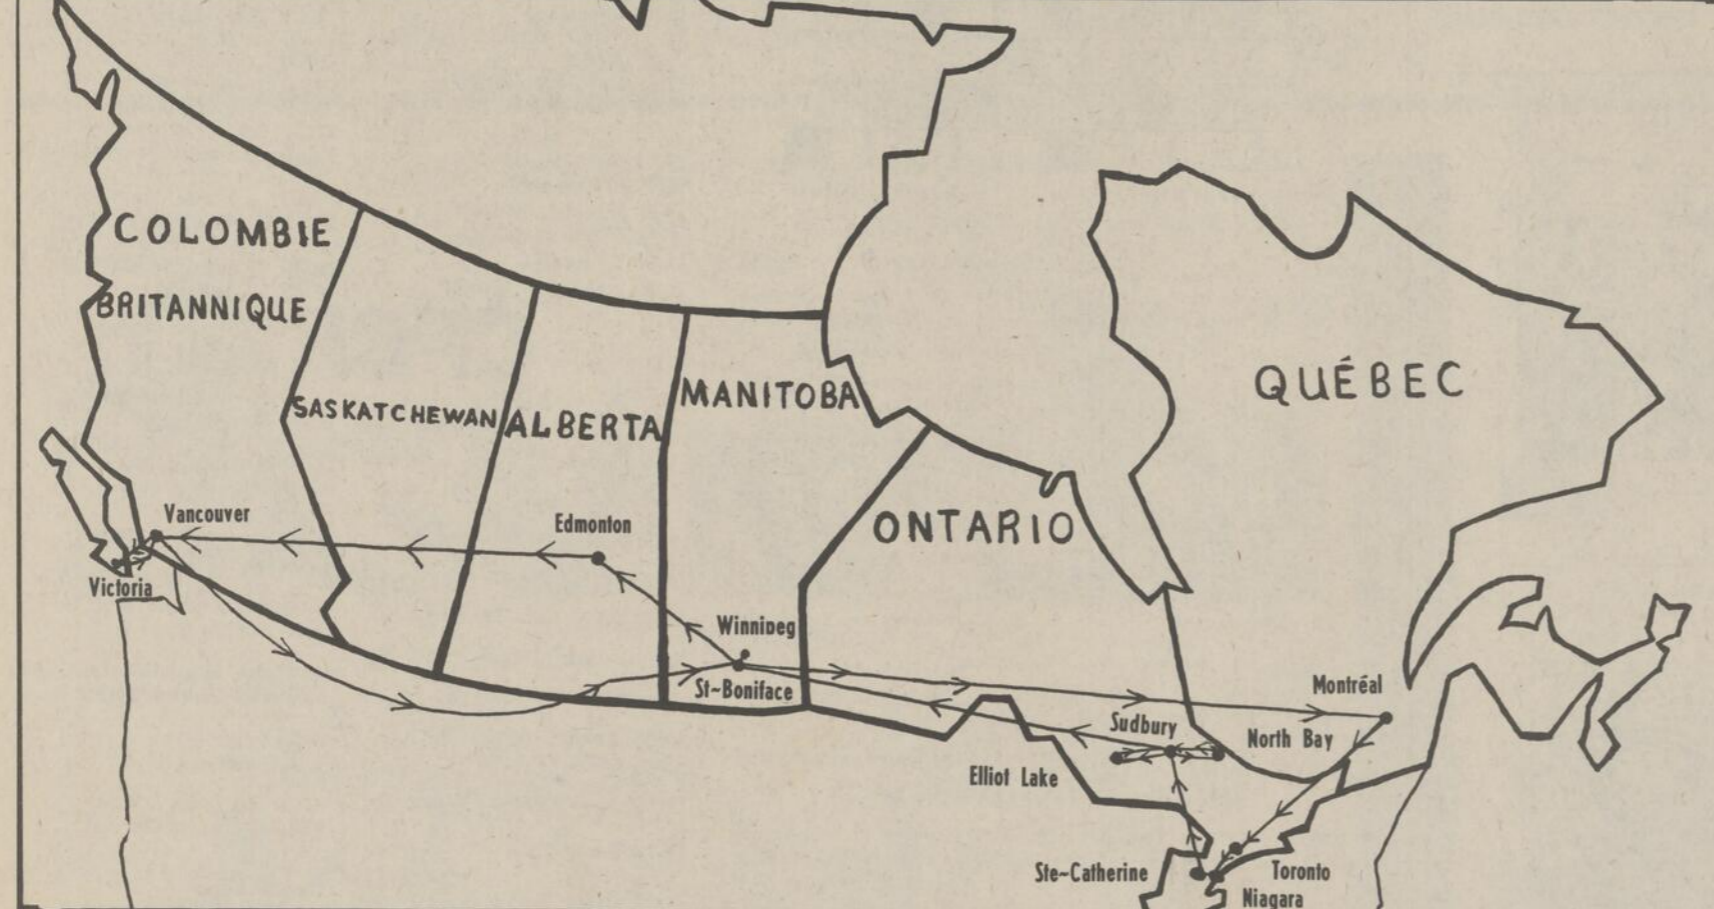 COLOMBIE
BRITANNIQUE
SASKATCHEWAN
ALBERTA
MANITOBA
ONTARIO
QUÉBEC
Vancouver
Victoria
Edmonton
Winnipeg
St-Boniface
Sudbury
Elliot Lake
North Bay
Montréal
Ste-Catherine
Toronto
Niagara